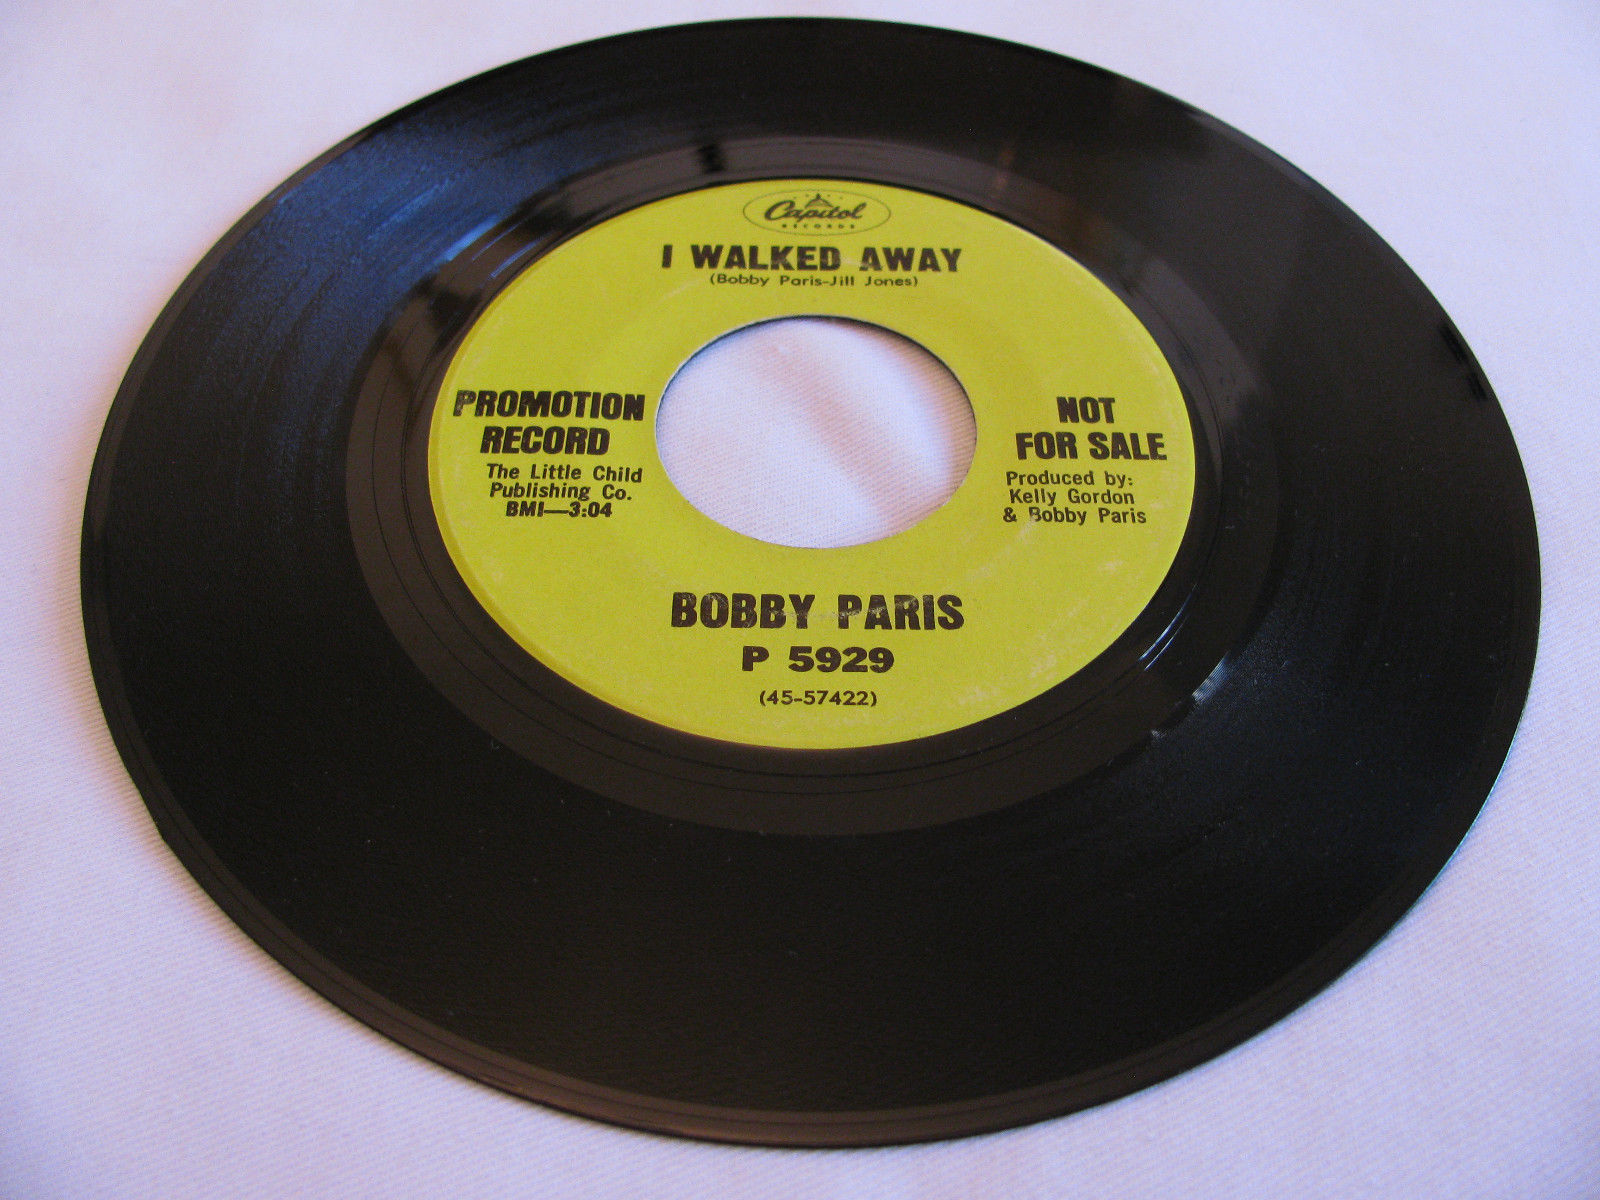 Capitol
RECORDS
I WALKED AWAY
(Bobby Paris-Jill Jones)
PROMOTION
RECORD
The Little Child
Publishing Co.
BMI—3:04
NOT
FOR SALE
Produced by:
Kelly Gordon
& Bobby Paris
BOBBY PARIS
P 5929
(45-57422)